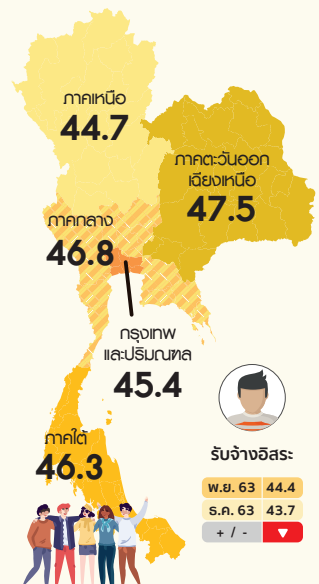 ภาคเหนือ
44.7
ภาคตะวันออก
เฉียงเหนือ
47.5
ภาคกลาง
46.8
กรุงเทพ
และปริมณฑล
45.4
ภาคใต้
46.3
รับจ้างอิสระ
พ.ย. 63 44.4
ธ.ค. 63 43.7
+ / - ▼